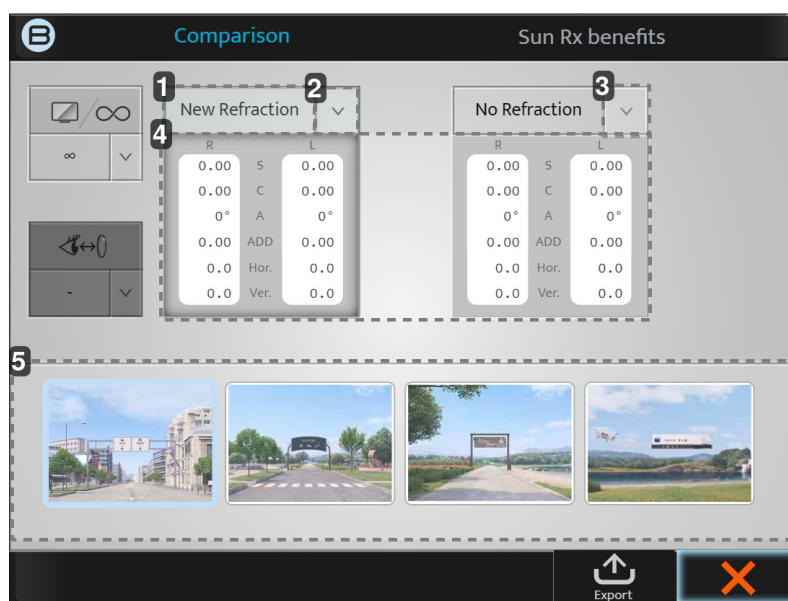 B Comparison Sun Rx benefits
1 2 3
New Refraction No Refraction
∞
∞
4
R L R L
0.00 S 0.00 0.00 S 0.00
0.00 C 0.00 0.00 C 0.00
0° A 0° 0° A 0°
0.00 ADD 0.00 0.00 ADD 0.00
0.0 Hor. 0.0 0.0 Hor. 0.0
- 0.0 Ver. 0.0 0.0 Ver. 0.0
5
Export